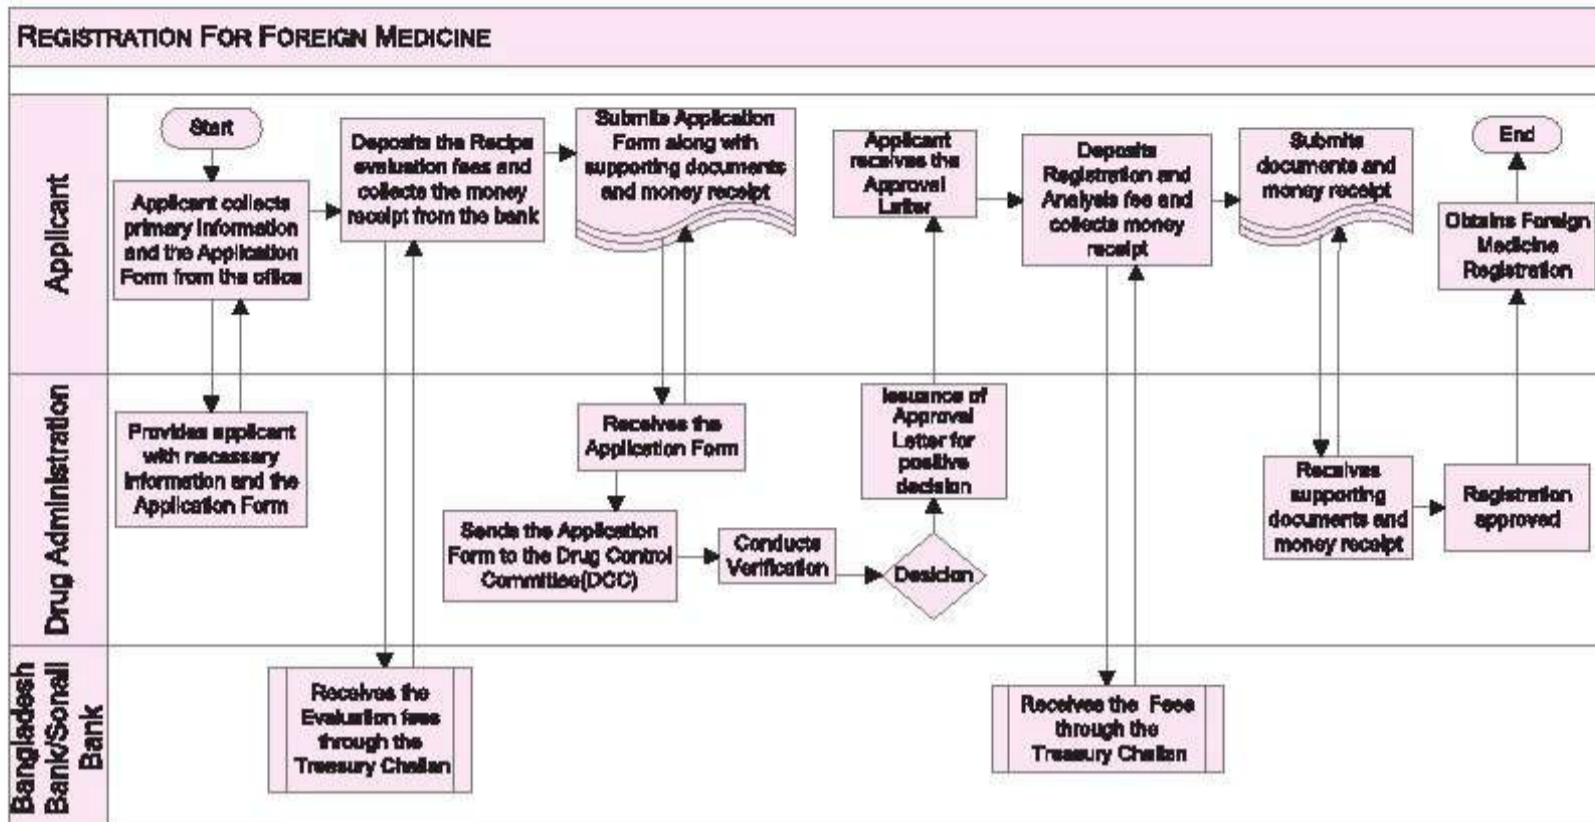 REGISTRATION FOR FOREIGN MEDICINE
Applicant
Start
Applicant collects
primary information
and the Application
Form from the office
Deposits the Recipe
evaluation fees and
collects the money
receipt from the bank
Submits Application
Form along with
supporting documents
and money receipt
Applicant
receives the
Approval
Letter
Deposits
Registration and
Analysis fee and
collects money
receipt
Submits
documents and
money receipt
End
Obtains Foreign
Medicine
Registration
Drug Administration
Provides applicant
with necessary
information and the
Application Form
Receives the
Application Form
Sends the Application
Form to the Drug Control
Committee(DCC)
Conducts
Verification
Desicion
Issuance of
Approval
Letter for
positive
decision
Receives
supporting
documents and
money receipt
Registration
approved
Bangladesh
Bank/Sonali
Bank
Receives the
Evaluation fees
through the
Treasury Challan
Receives the Fees
through the
Treasury Challan